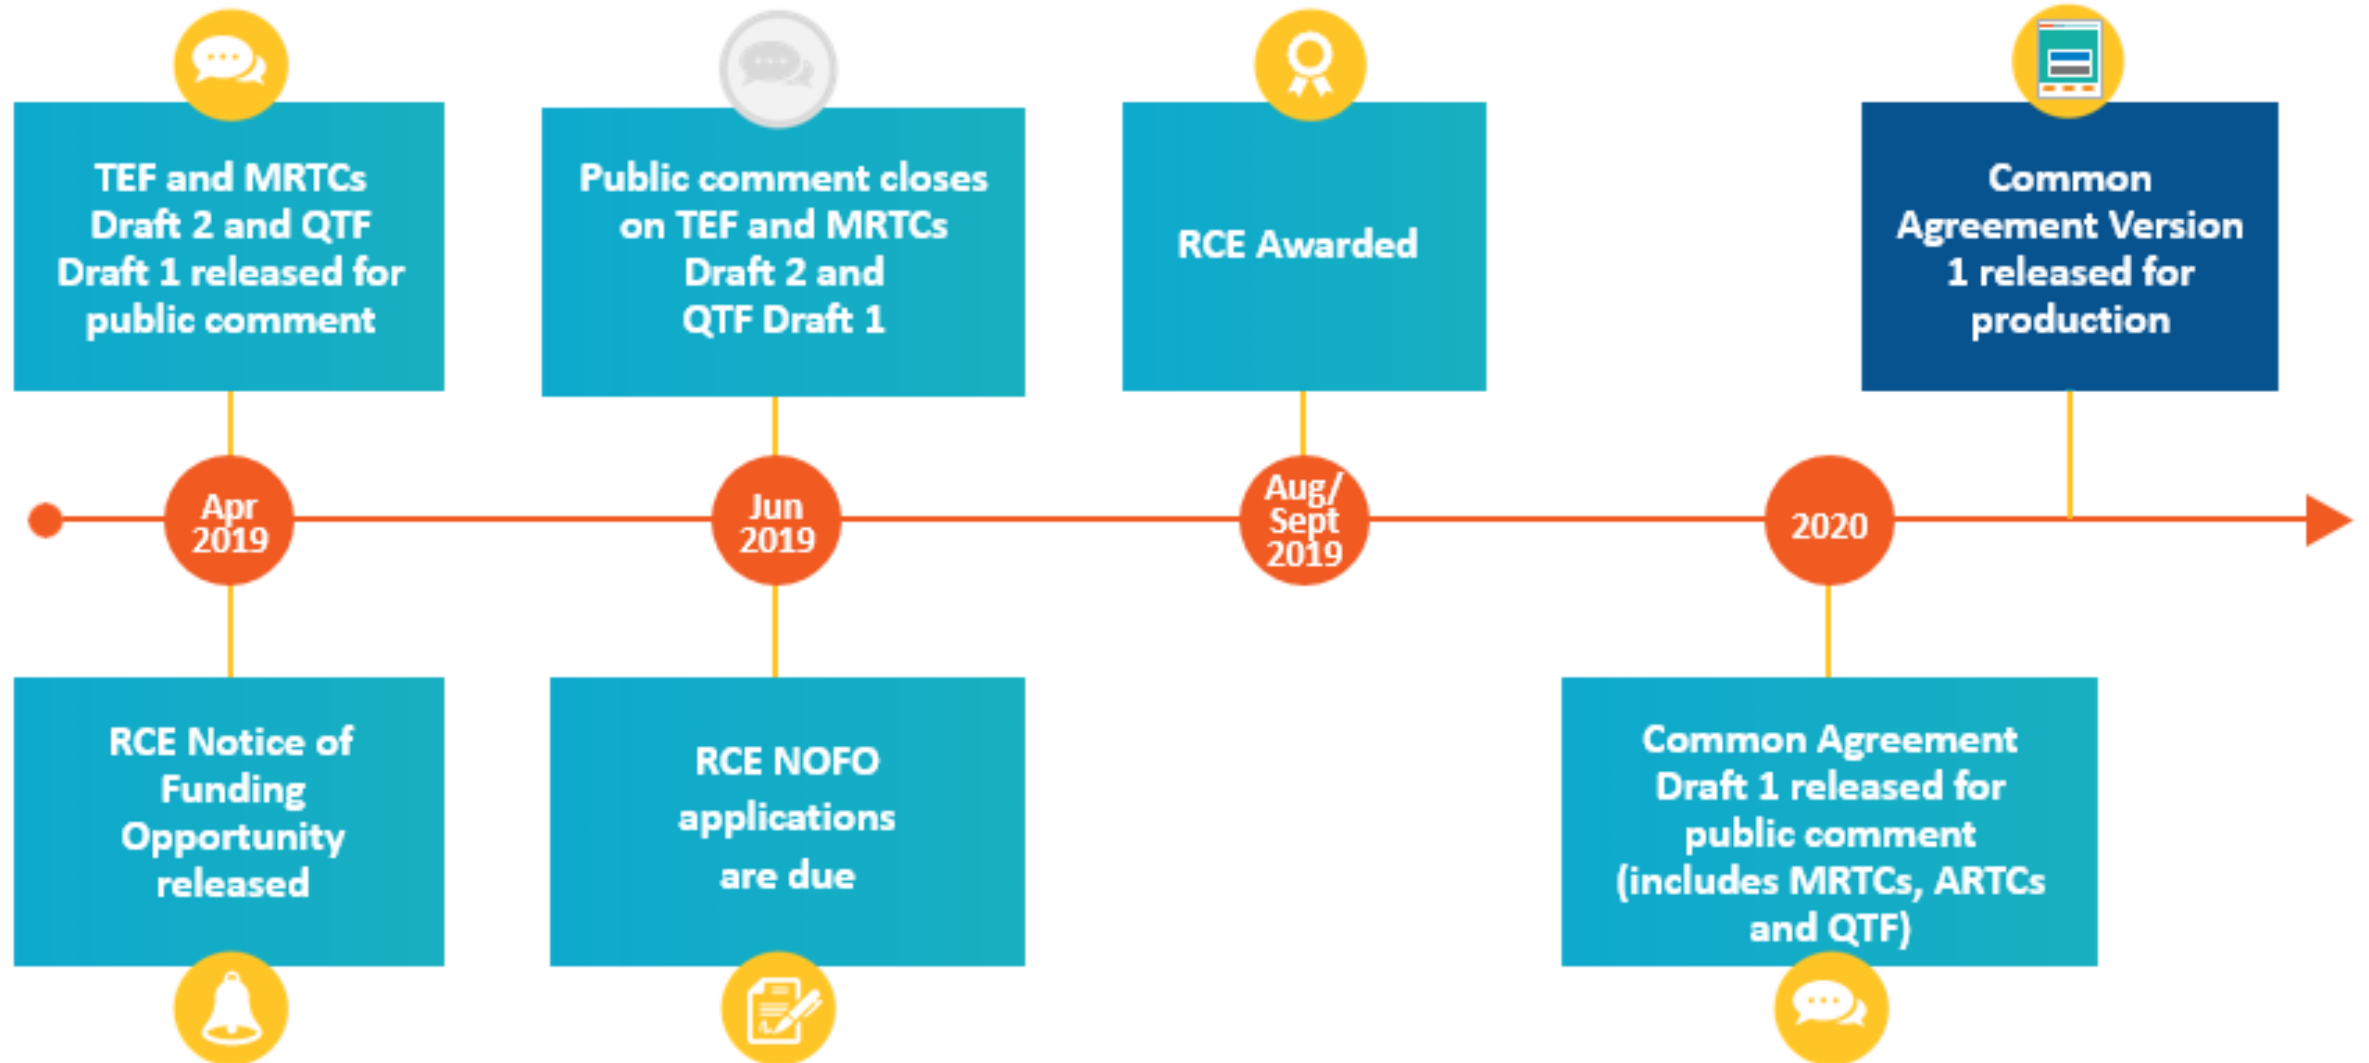 TEF and MRTCs
Draft 2 and QTF
Draft 1 released for
public comment
Public comment closes
on TEF and MRTCs
Draft 2 and
QTF Draft 1
RCE Awarded
Common
Agreement Version
1 released for
production
Apr
2019
Jun
2019
Aug/
Sept
2019
2020
RCE Notice of
Funding
Opportunity
released
RCE NOFO
applications
are due
Common Agreement
Draft 1 released for
public comment
(includes MRTCs, ARTCs
and QTF)